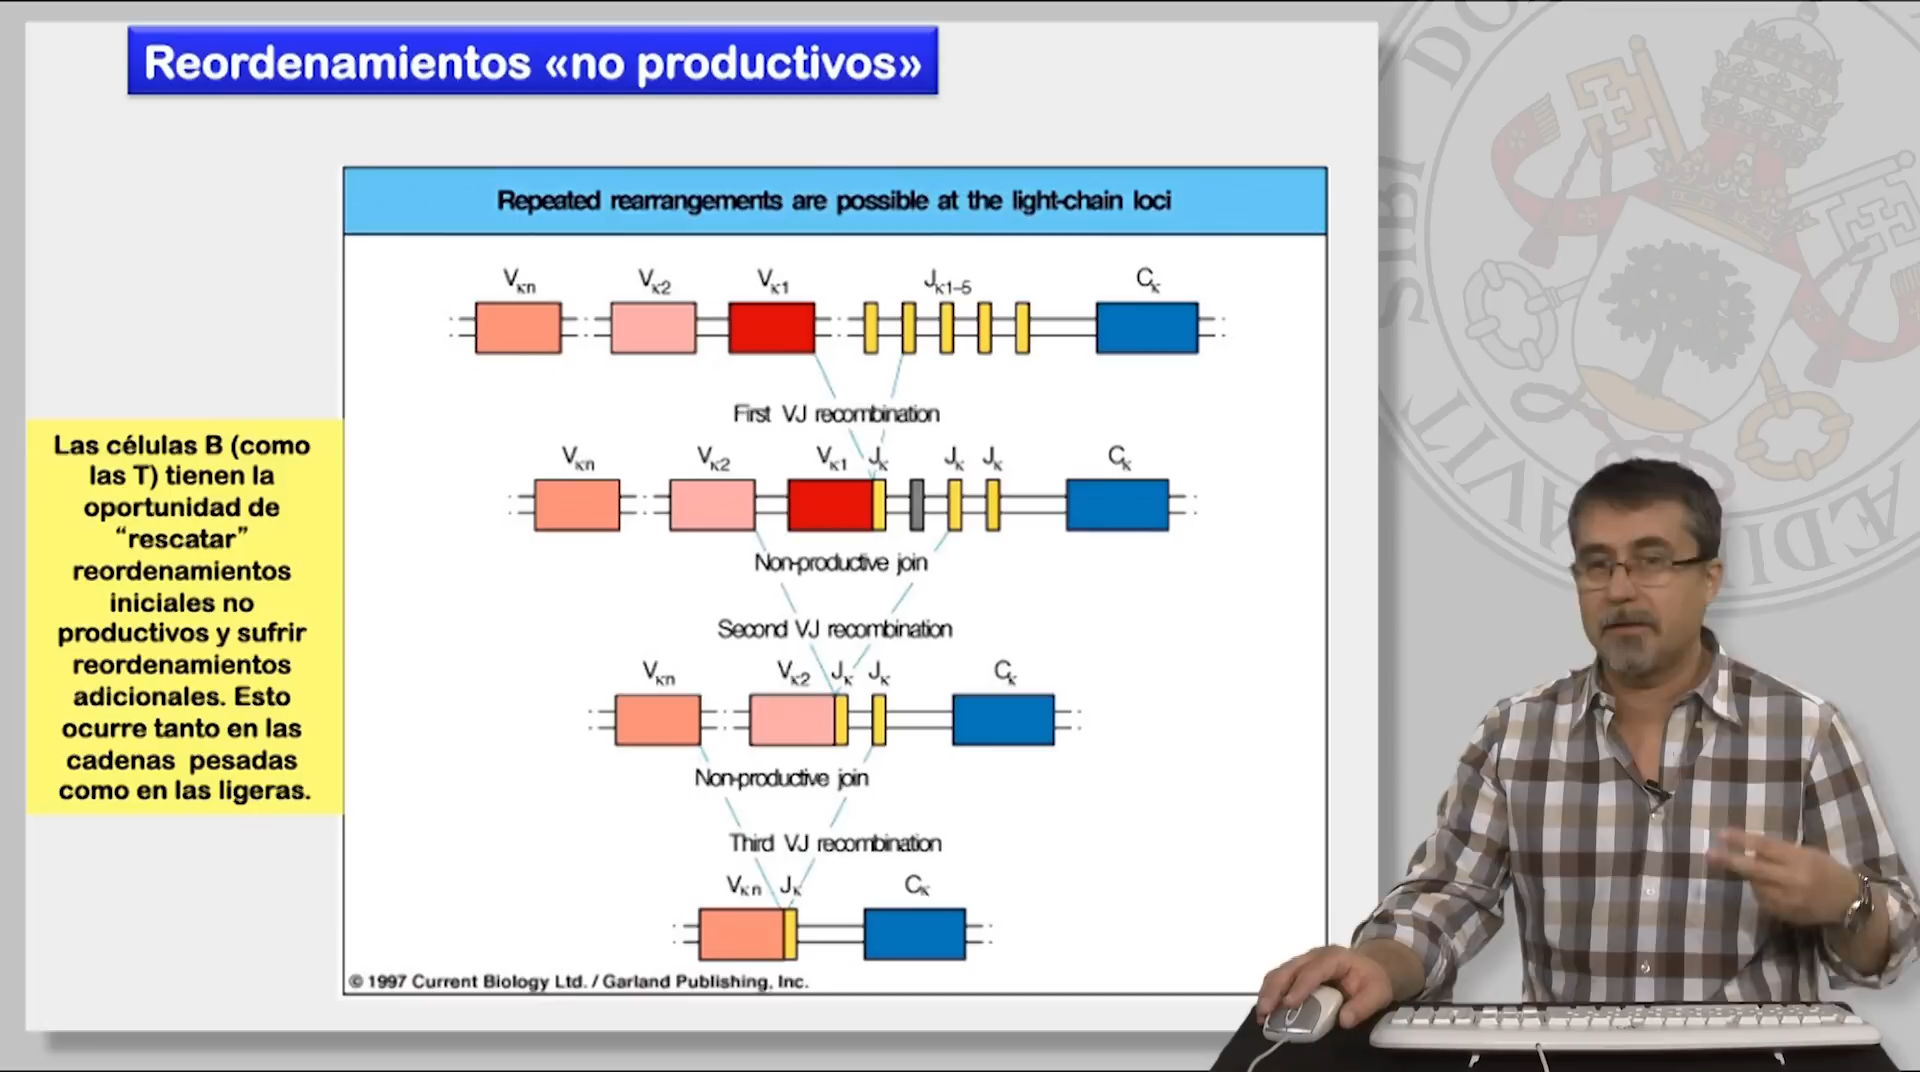 Reordenamientos «no productivos»
Repeated rearrangements are possible at the light-chain loci
Vκn Vκ2 Vκ1 Jκ1–5 Cκ
First VJ recombination
Vκn Vκ2 Vκ1 Jκ Jκ Jκ Cκ
Non-productive join
Second VJ recombination
Vκn Vκ2 Jκ Jκ Cκ
Non-productive join
Third VJ recombination
Vκn Jκ Cκ
© 1997 Current Biology Ltd. / Garland Publishing, Inc.
Las células B (como
las T) tienen la
oportunidad de
“rescatar”
reordenamientos
iniciales no
productivos y sufrir
reordenamientos
adicionales. Esto
ocurre tanto en las
cadenas pesadas
como en las ligeras.
SIBI